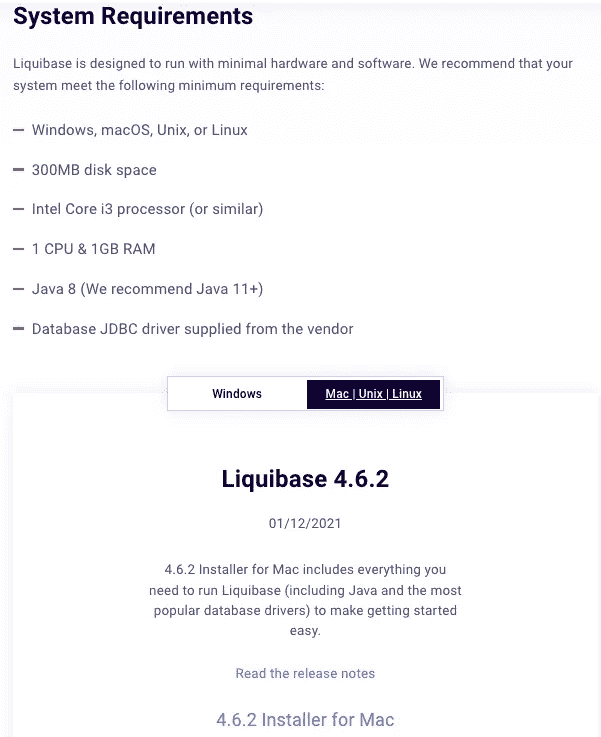 System Requirements
Liquibase is designed to run with minimal hardware and software. We recommend that your
system meet the following minimum requirements:
— Windows, macOS, Unix, or Linux
— 300MB disk space
— Intel Core i3 processor (or similar)
— 1 CPU & 1GB RAM
— Java 8 (We recommend Java 11+)
— Database JDBC driver supplied from the vendor
Windows Mac | Unix | Linux
Liquibase 4.6.2
01/12/2021
4.6.2 Installer for Mac includes everything you
need to run Liquibase (including Java and the most
popular database drivers) to make getting started
easy.
Read the release notes
4.6.2 Installer for Mac